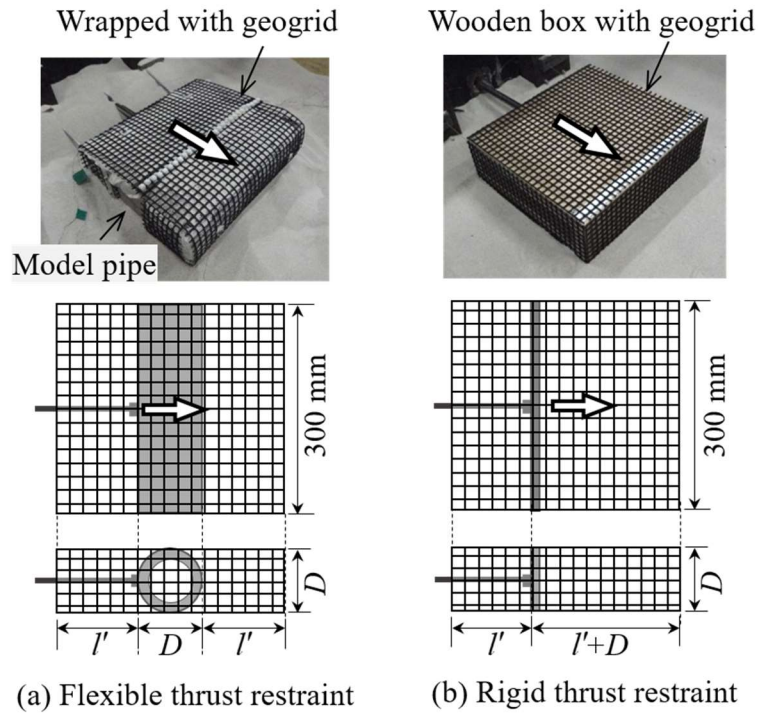 Wrapped with geogrid
Wooden box with geogrid
Model pipe
300 mm
300 mm
D
D
l′
D
l′
l′
l′+D
(a) Flexible thrust restraint
(b) Rigid thrust restraint